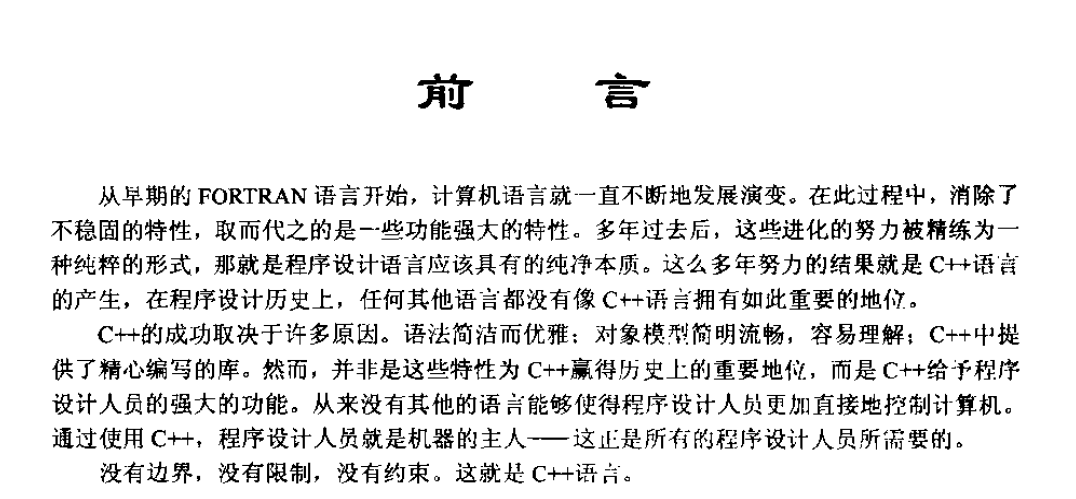 前言
从早期的 FORTRAN 语言开始，计算机语言就一直不断地发展演变。在此过程中，消除了
不稳固的特性，取而代之的是一些功能强大的特性。多年过去后，这些进化的努力被精练为一
种纯粹的形式，那就是程序设计语言应该具有的纯净本质。这么多年努力的结果就是 C++语言
的产生，在程序设计历史上，任何其他语言都没有像 C++语言拥有如此重要的地位。
C++的成功取决于许多原因。语法简洁而优雁；对象模型简明流畅，容易理解；C++中提
供了精心编写的库。然而，并非是这些特性为 C++赢得历史上的重要地位，而是 C++给予程序
设计人员的强大的功能。从来没有其他的语言能够使得程序设计人员更加直接地控制计算机。
通过使用 C++，程序设计人员就是机器的主人——这正是所有的程序设计人员所需要的。
没有边界，没有限制，没有约束。这就是 C++语言。